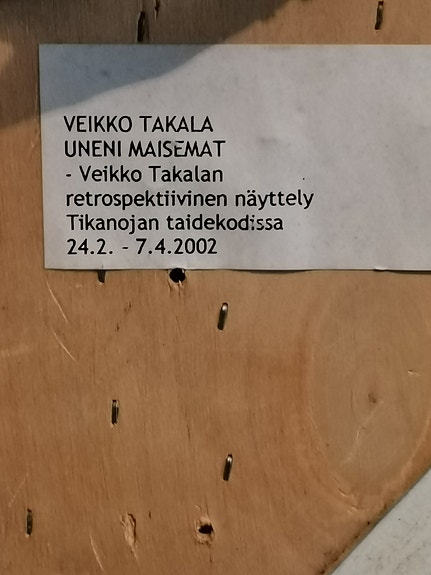 VEIKKO TAKALA
UNENI MAISEMAT
- Veikko Takalan
retrospektiivinen näyttely
Tikanojan taidekodissa
24.2. - 7.4.2002